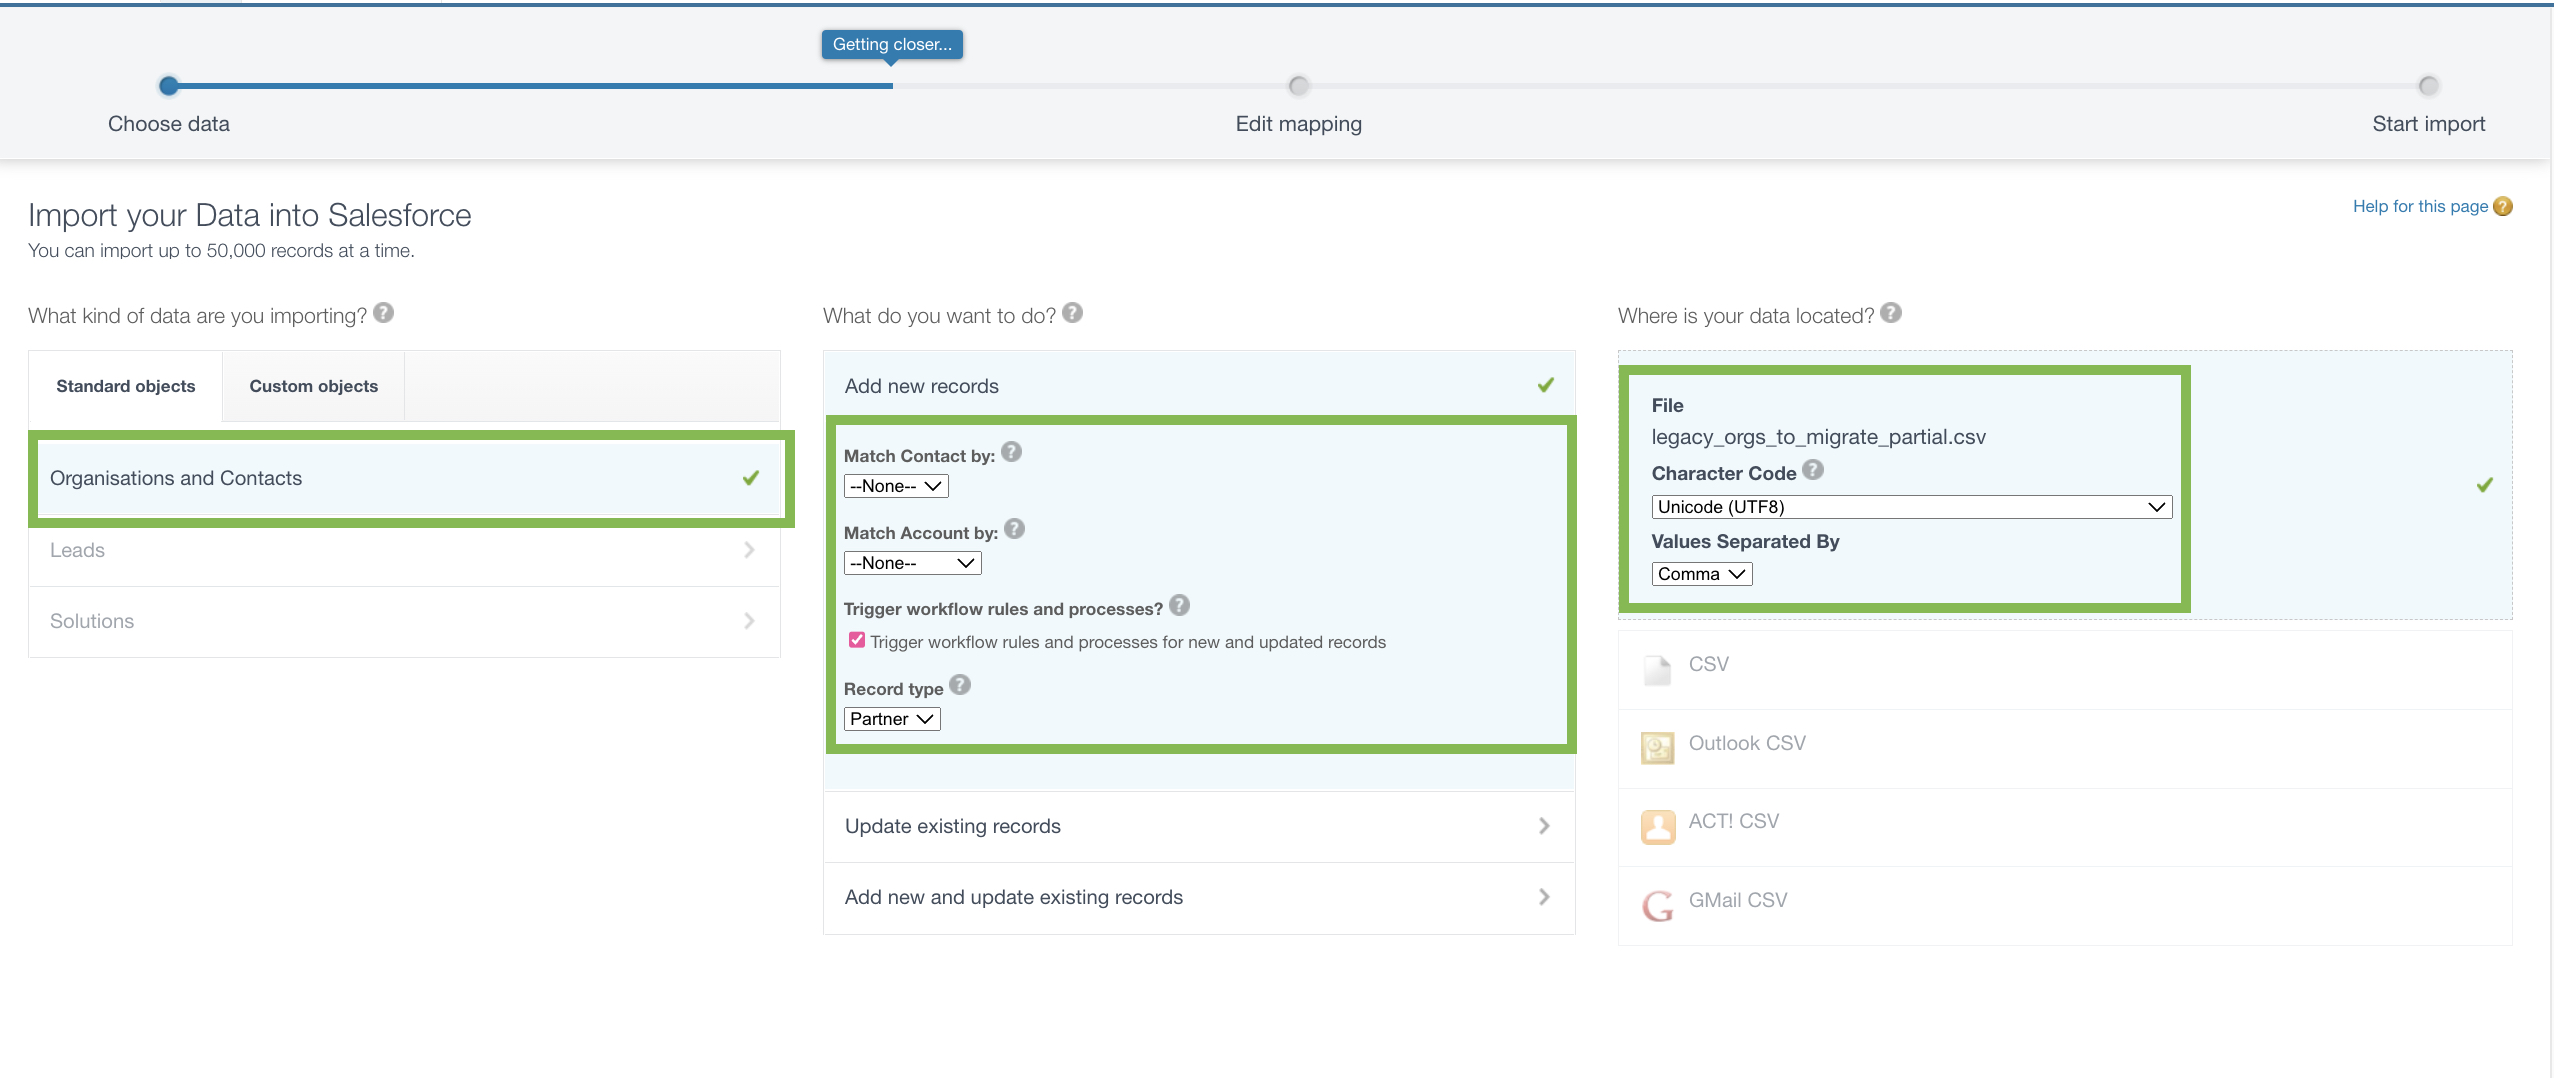 Getting closer...
Choose data
Edit mapping
Start import
Import your Data into Salesforce
Help for this page ?
You can import up to 50,000 records at a time.
What kind of data are you importing? ?
Standard objects
Custom objects
Organisations and Contacts
Leads
Solutions
What do you want to do? ?
Add new records
Match Contact by: ?
--None--
Match Account by: ?
--None--
Trigger workflow rules and processes? ?
Trigger workflow rules and processes for new and updated records
Record type ?
Partner
Update existing records
Add new and update existing records
Where is your data located? ?
File
legacy_orgs_to_migrate_partial.csv
Character Code ?
Unicode (UTF8)
Values Separated By
Comma
CSV
Outlook CSV
ACT! CSV
G GMail CSV